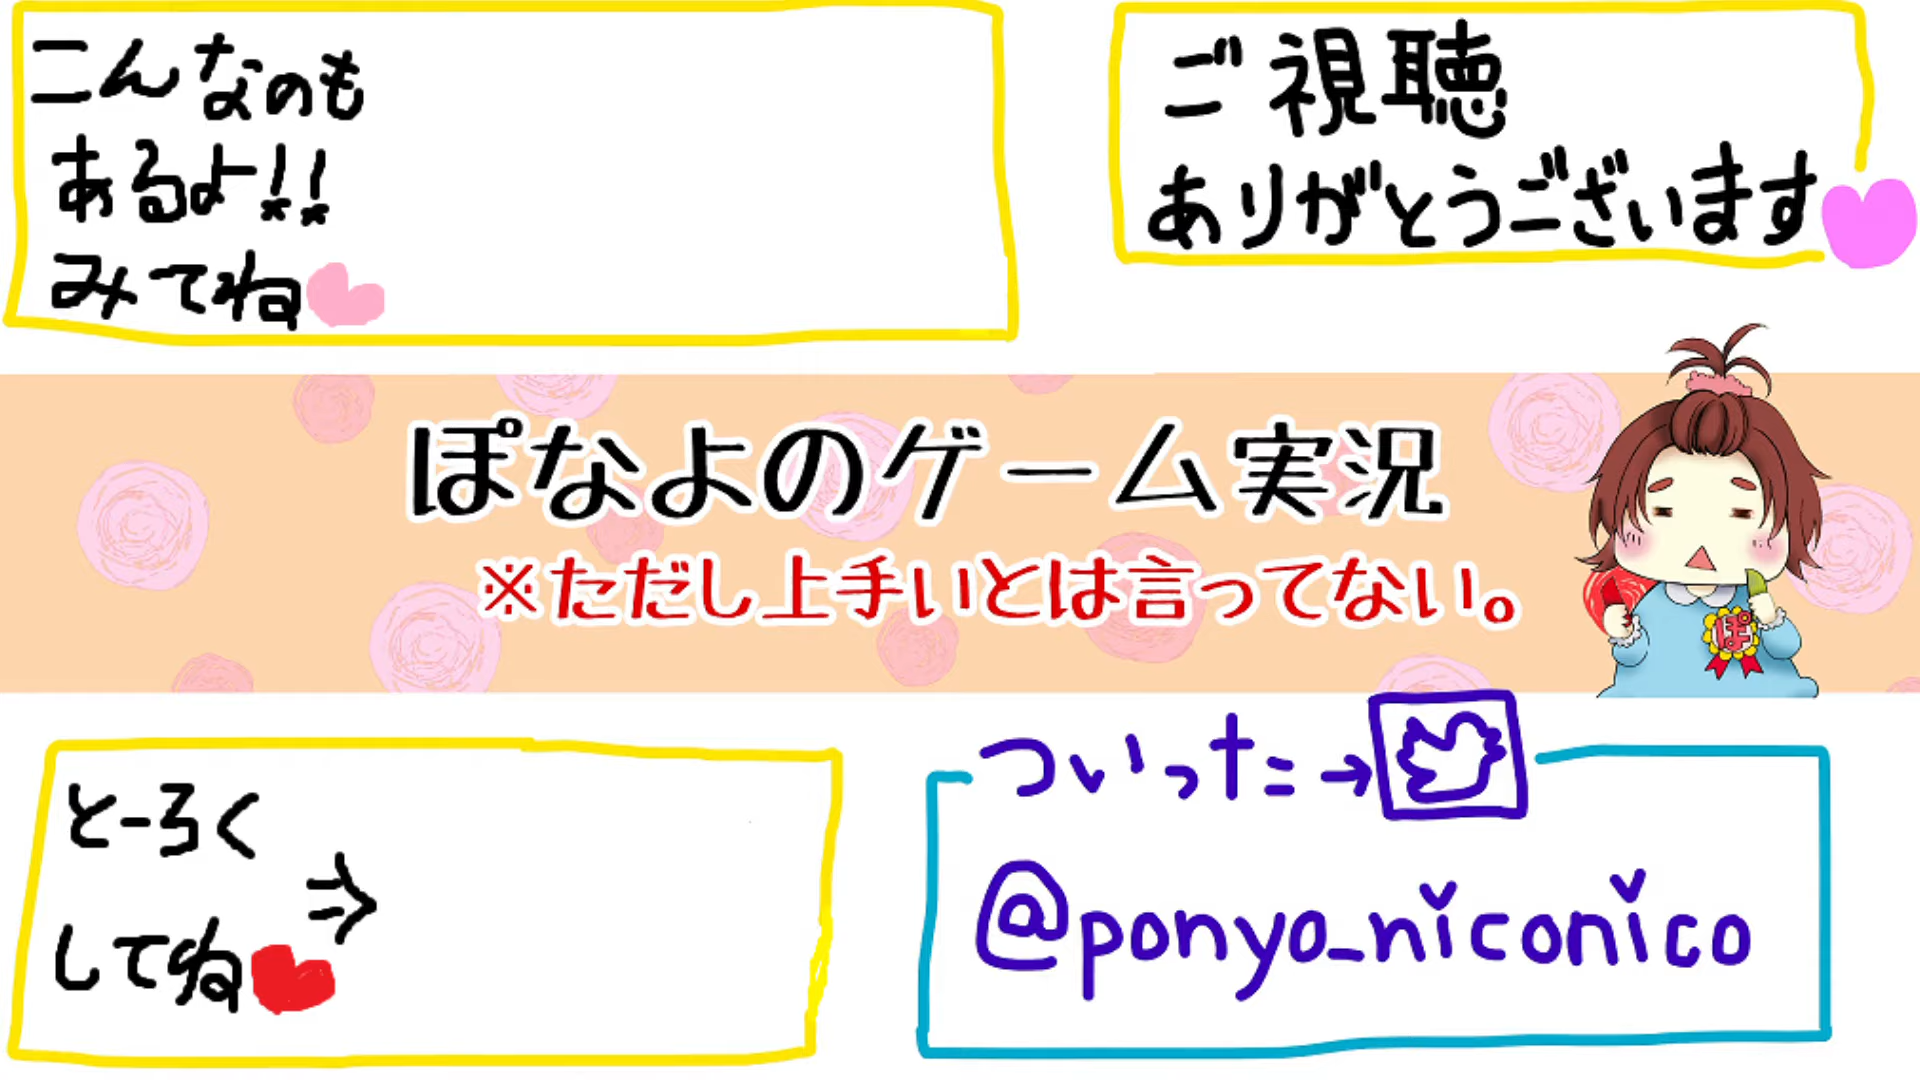 こんなのも
あるよ!!
みてね
ご視聴
ありがとうございます
ぽなよのゲーム実況
※ただし上手いとは言ってない。
ぽ
とーろく
してね
ついった→
@ponyo_niconico